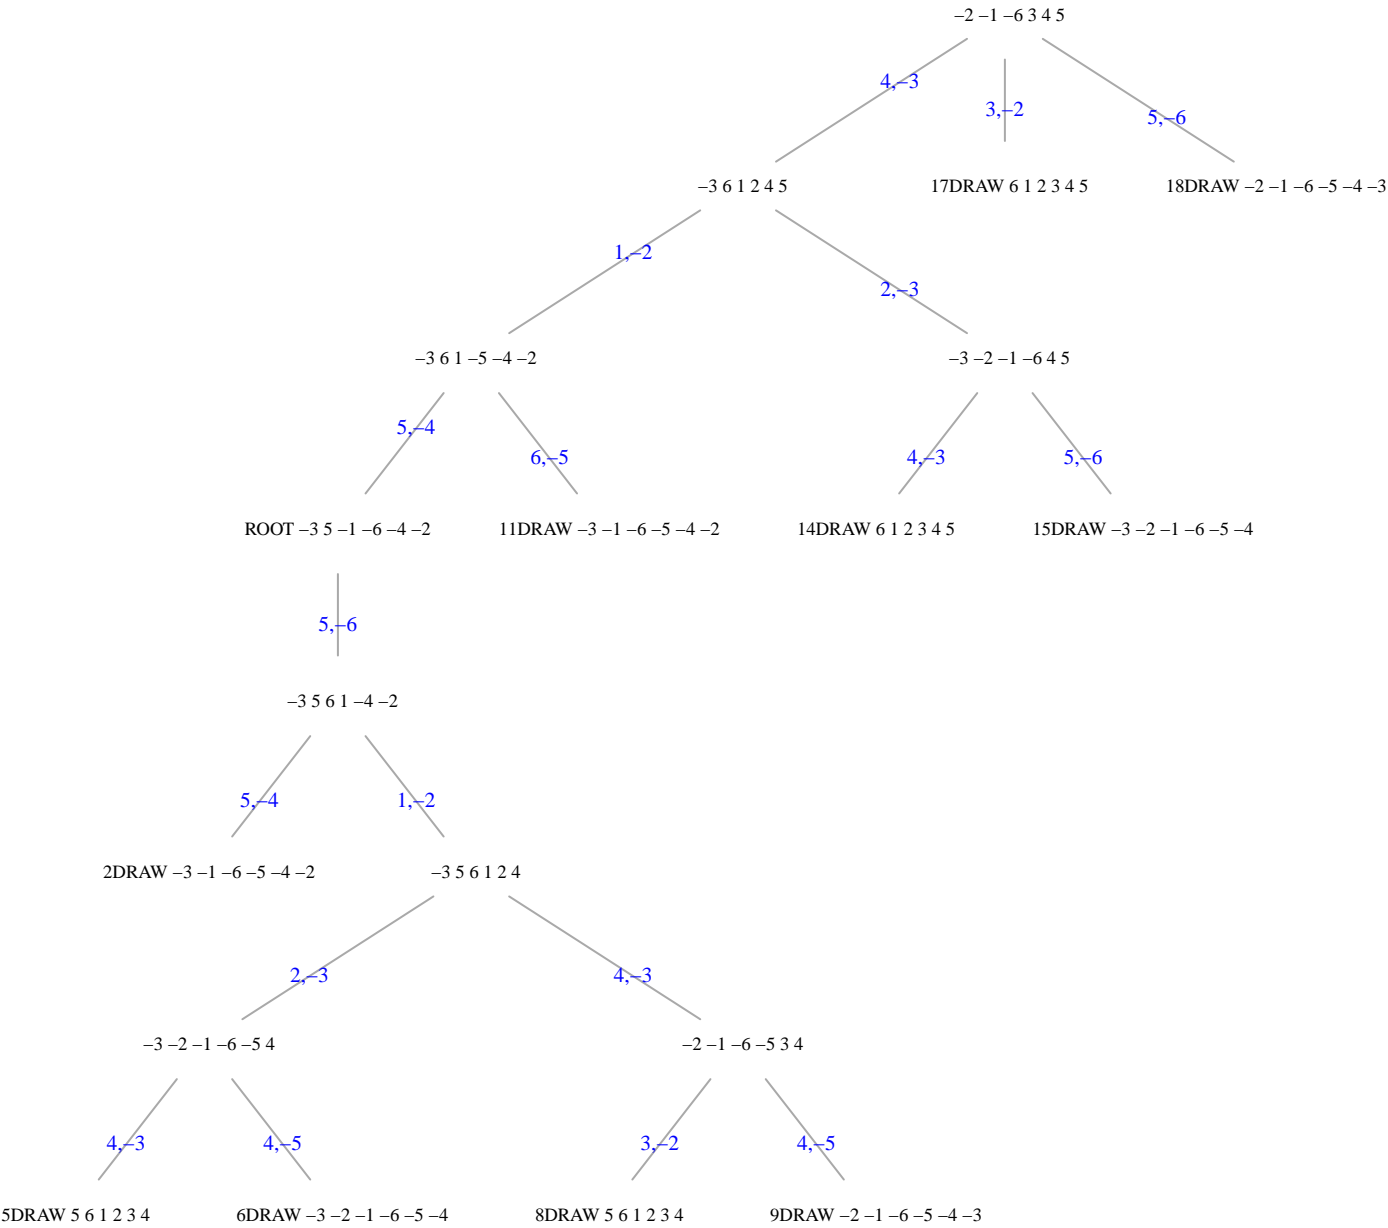 –2 –1 –6 3 4 5
4,–3
3,–2
5,–6
–3 6 1 2 4 5
17DRAW 6 1 2 3 4 5
18DRAW –2 –1 –6 –5 –4 –3
1,–2
2,–3
–3 6 1 –5 –4 –2
–3 –2 –1 –6 4 5
5,–4
6,–5
4,–3
5,–6
ROOT –3 5 –1 –6 –4 –2
11DRAW –3 –1 –6 –5 –4 –2
14DRAW 6 1 2 3 4 5
15DRAW –3 –2 –1 –6 –5 –4
5,–6
–3 5 6 1 –4 –2
5,–4
1,–2
2DRAW –3 –1 –6 –5 –4 –2
–3 5 6 1 2 4
2,–3
4,–3
–3 –2 –1 –6 –5 4
–2 –1 –6 –5 3 4
4,–3
4,–5
3,–2
4,–5
5DRAW 5 6 1 2 3 4
6DRAW –3 –2 –1 –6 –5 –4
8DRAW 5 6 1 2 3 4
9DRAW –2 –1 –6 –5 –4 –3